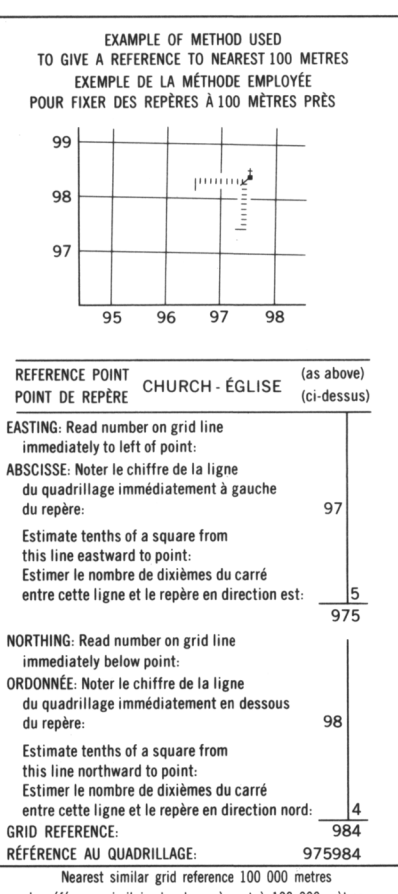 EXAMPLE OF METHOD USED
TO GIVE A REFERENCE TO NEAREST 100 METRES
EXEMPLE DE LA MÉTHODE EMPLOYÉE
POUR FIXER DES REPÈRES À 100 MÈTRES PRÈS
99
98
97
95 96 97 98
REFERENCE POINT
POINT DE REPÈRE
CHURCH - ÉGLISE
(as above)
(ci-dessus)
EASTING: Read number on grid line
immediately to left of point:
ABSCISSE: Noter le chiffre de la ligne
du quadrillage immédiatement à gauche
du repère: 97
Estimate tenths of a square from
this line eastward to point:
Estimer le nombre de dixièmes du carré
entre cette ligne et le repère en direction est: 5
975
NORTHING: Read number on grid line
immediately below point:
ORDONNÉE: Noter le chiffre de la ligne
du quadrillage immédiatement en dessous
du repère: 98
Estimate tenths of a square from
this line northward to point:
Estimer le nombre de dixièmes du carré
entre cette ligne et le repère en direction nord: 4
GRID REFERENCE: 984
RÉFÉRENCE AU QUADRILLAGE: 975984
Nearest similar grid reference 100 000 metres